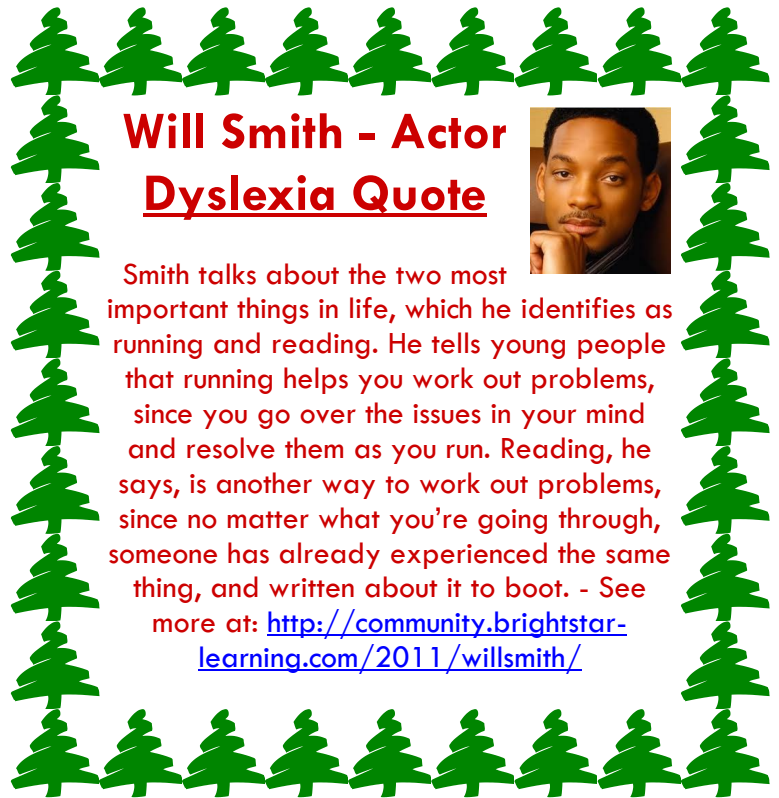 Will Smith - Actor
Dyslexia Quote
Smith talks about the two most
important things in life, which he identifies as
running and reading. He tells young people
that running helps you work out problems,
since you go over the issues in your mind
and resolve them as you run. Reading, he
says, is another way to work out problems,
since no matter what you’re going through,
someone has already experienced the same
thing, and written about it to boot. - See
more at: http://community.brightstar-
learning.com/2011/willsmith/